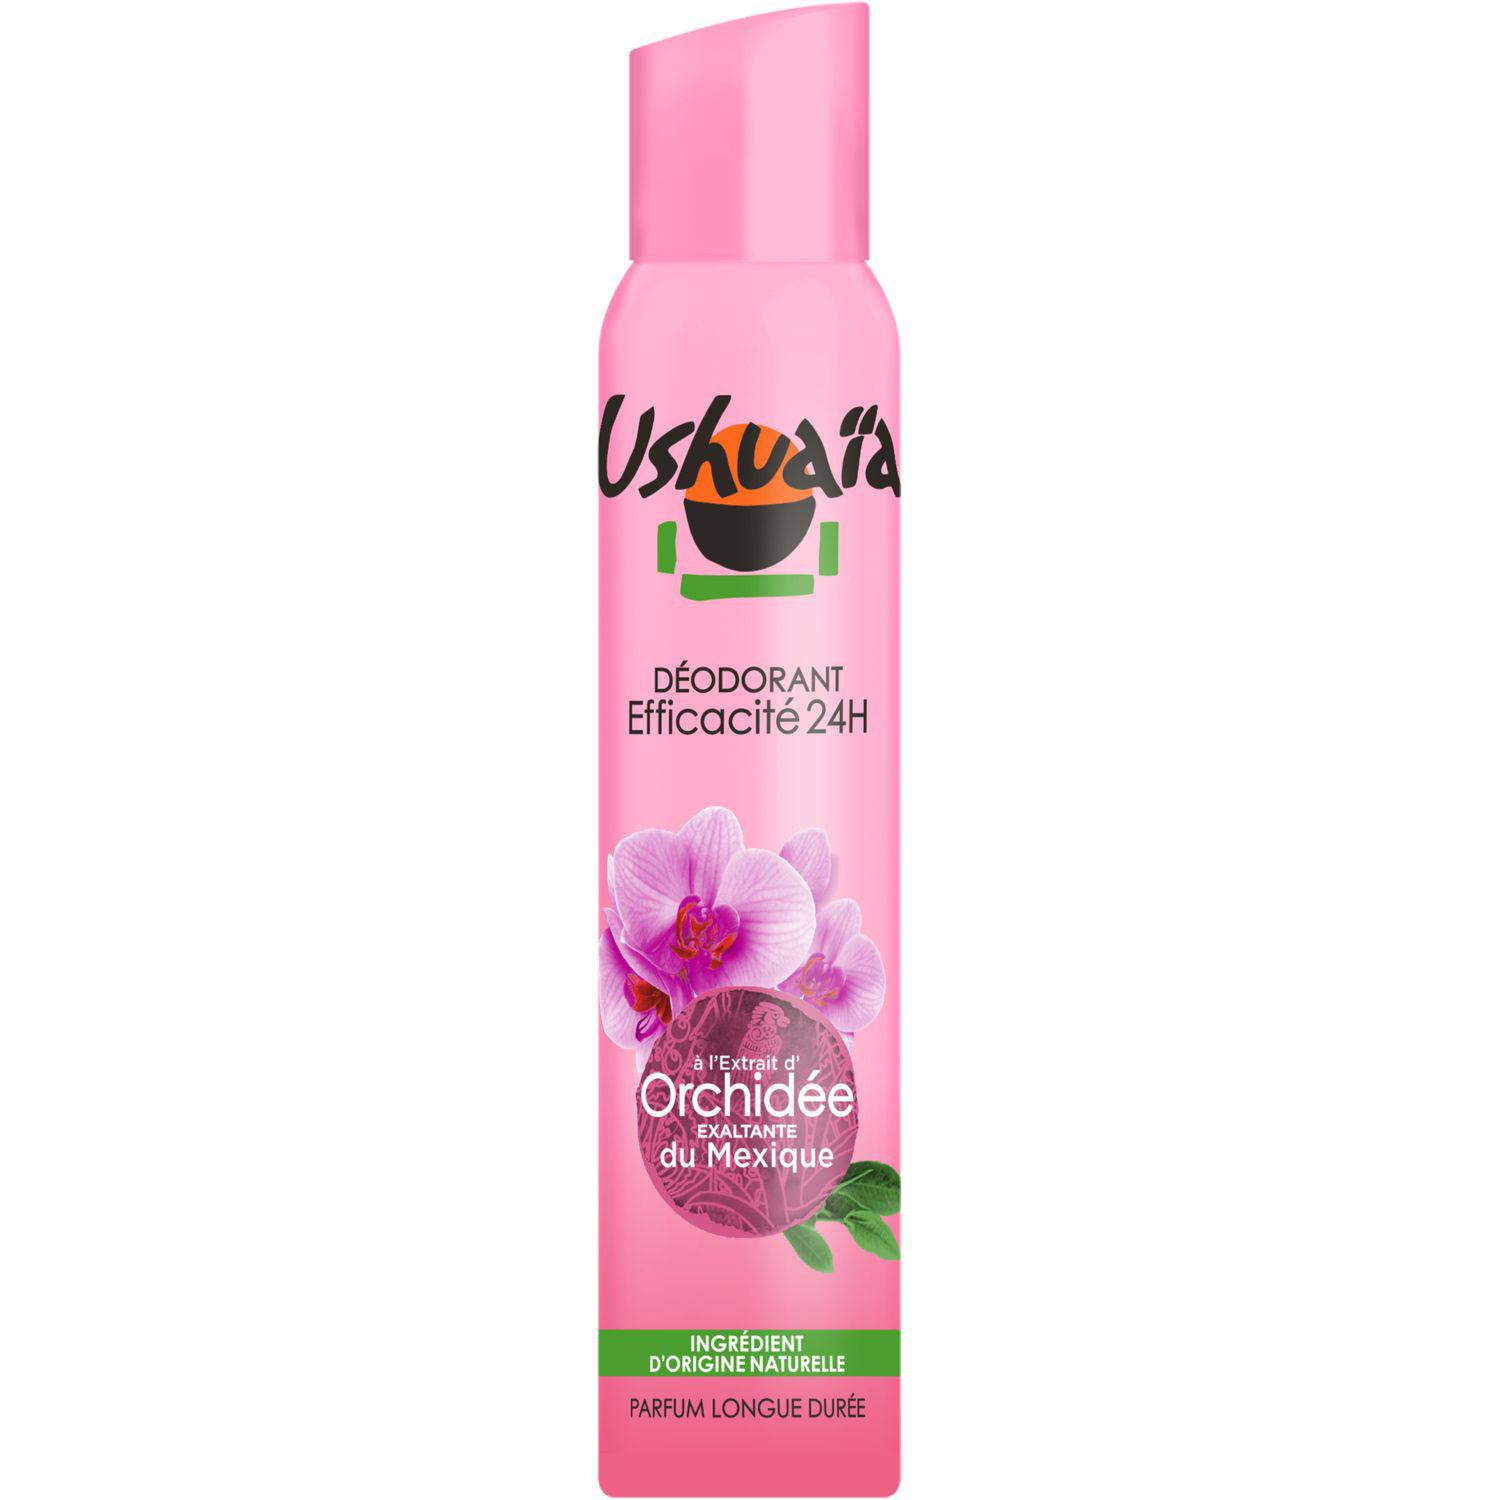 Ushuaïa
DÉODORANT
Efficacité 24H
à l'Extrait d'
Orchidée
EXALTANTE
du Mexique
INGRÉDIENT
D'ORIGINE NATURELLE
PARFUM LONGUE DURÉE